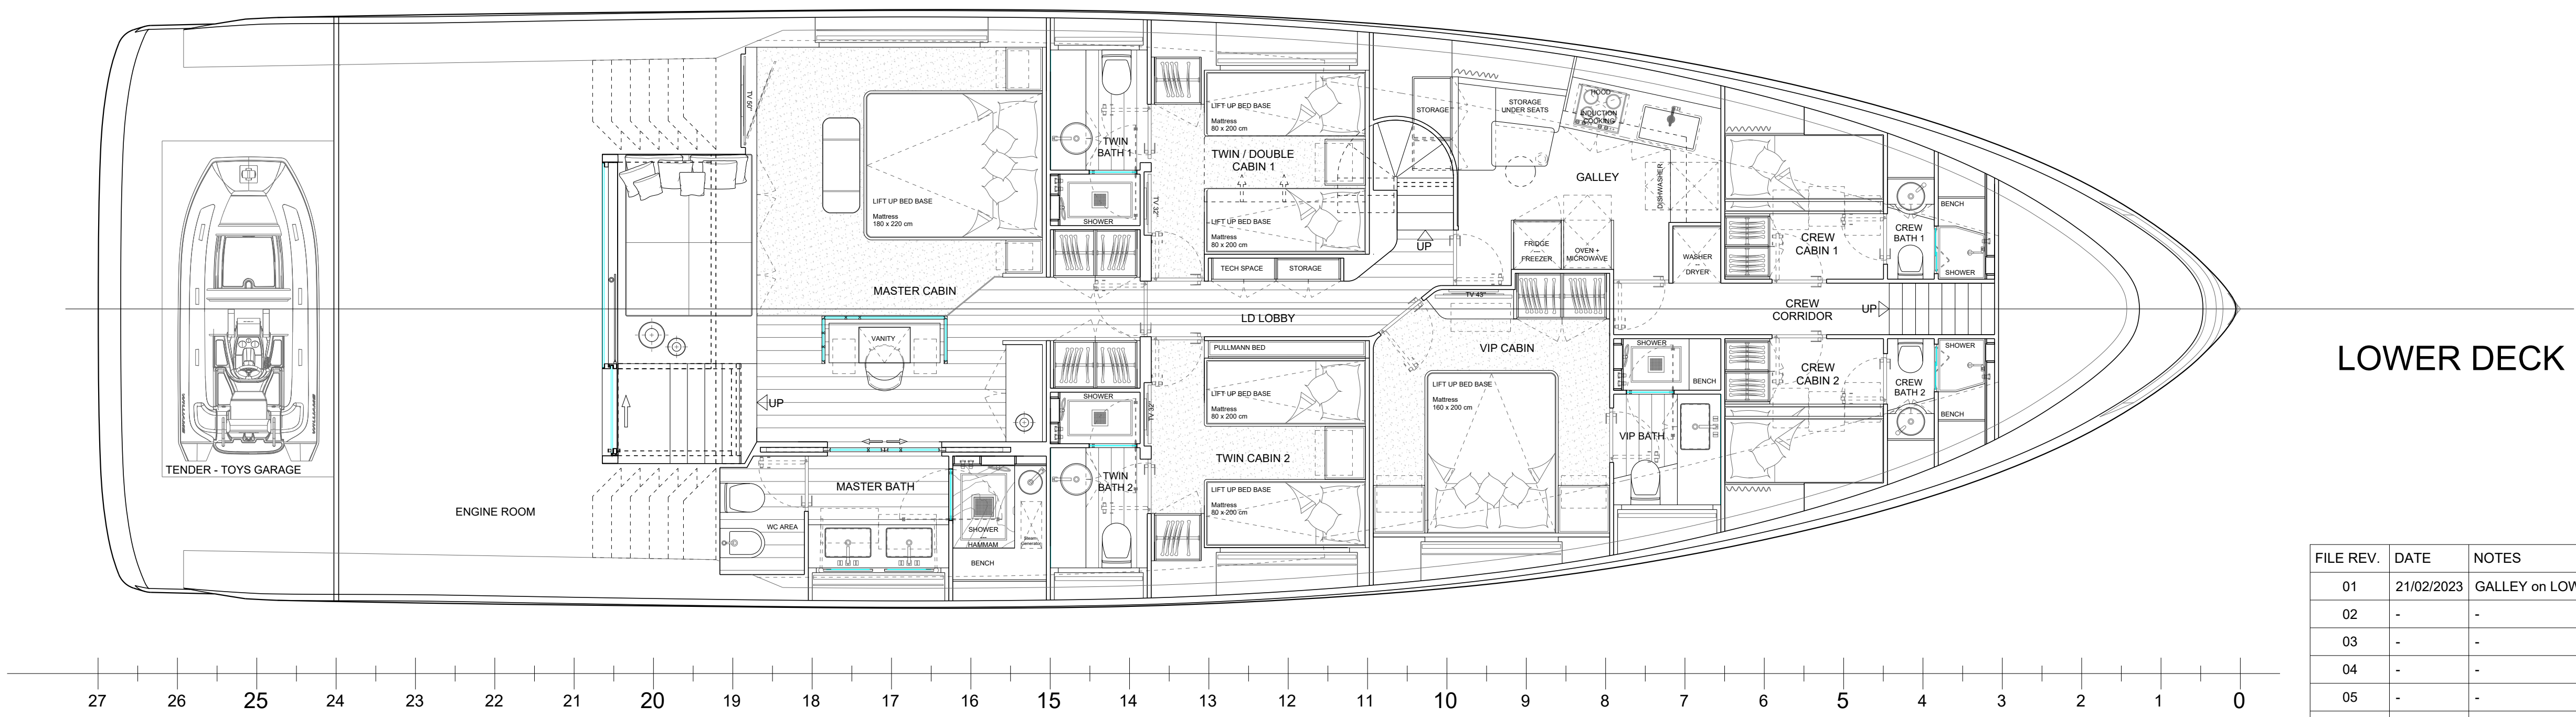 TENDER - TOYS GARAGE
ENGINE ROOM
TV 50"
LIFT UP BED BASE
Mattress
180 x 220 cm
MASTER CABIN
VANITY
UP
MASTER BATH
WC AREA
SHOWER
---
HAMMAM
Steam
Generator
BENCH
TWIN
BATH 1
SHOWER
TV 32"
LIFT UP BED BASE
Mattress
80 x 200 cm
TWIN / DOUBLE
CABIN 1
LIFT UP BED BASE
Mattress
80 x 200 cm
TECH SPACE
STORAGE
LD LOBBY
SHOWER
TV 32"
TWIN
BATH 2
PULLMANN BED
LIFT UP BED BASE
Mattress
80 x 200 cm
TWIN CABIN 2
LIFT UP BED BASE
Mattress
80 x 200 cm
STORAGE
STORAGE
UNDER SEATS
HOOD
INDUCTION
COOKING
GALLEY
DISHWASHER
UP
FRIDGE
---
FREEZER
OVEN +
MICROWAVE
WASHER
--
DRYER
TV 43"
VIP CABIN
LIFT UP BED BASE
Mattress
160 x 200 cm
SHOWER
BENCH
VIP BATH
CREW
CABIN 1
CREW
BATH 1
BENCH
SHOWER
CREW
CORRIDOR
UP
CREW
CABIN 2
CREW
BATH 2
SHOWER
BENCH
LOWER DECK
FILE REV. DATE NOTES
01 21/02/2023 GALLEY on LOW
02 - -
03 - -
04 - -
05 - -
27 26 25 24 23 22 21 20 19 18 17 16 15 14 13 12 11 10 9 8 7 6 5 4 3 2 1 0